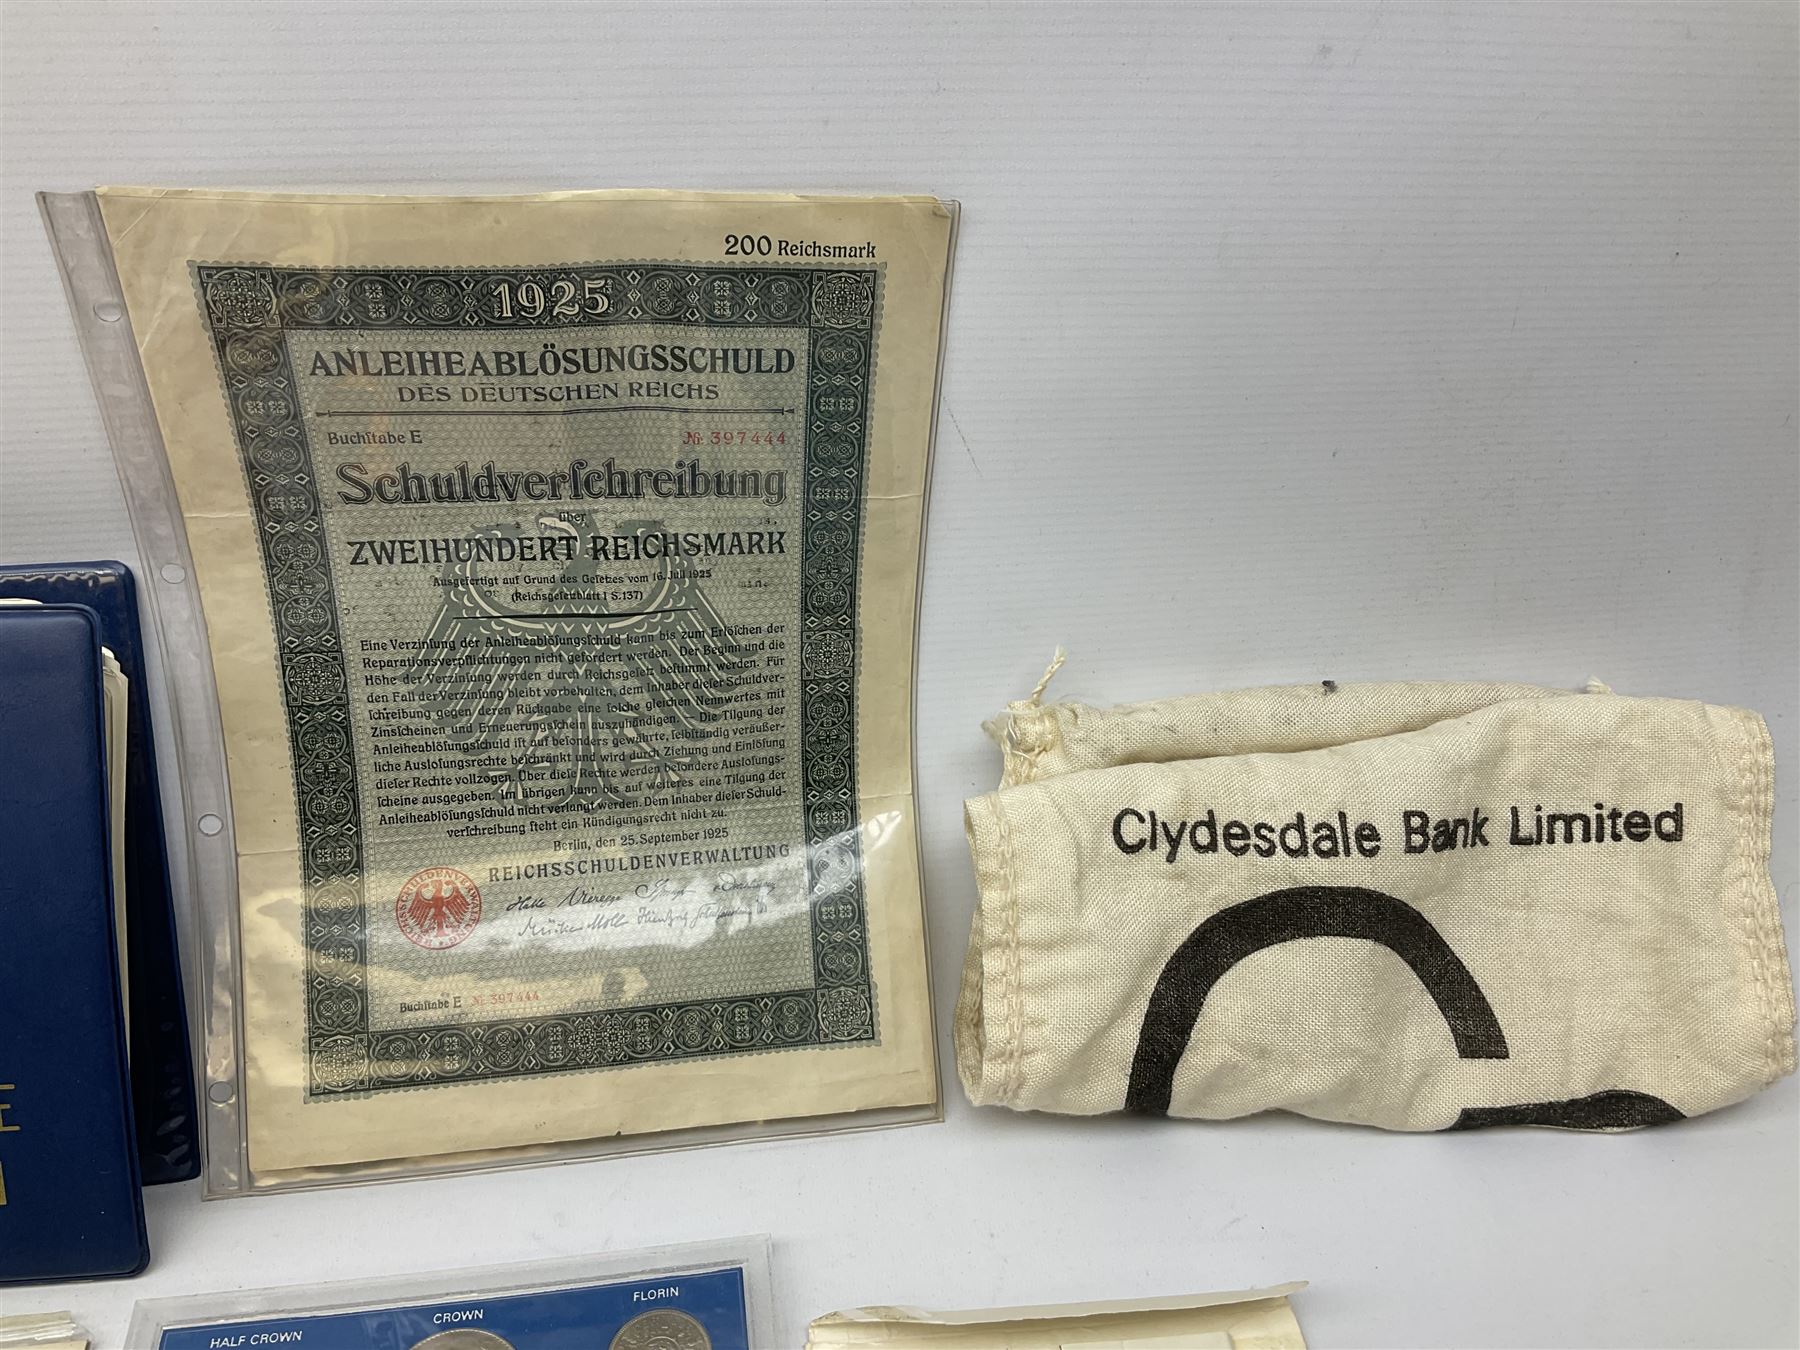 200 Reichsmark
1925
ANLEIHEABLÖSUNGSSCHULD
DES DEUTSCHEN REICHS
Buchſtabe E № 397444
Schuldverſchreibung
über
ZWEIHUNDERT REICHSMARK
Ausgefertigt auf Grund des Geſetzes vom 16. Juli 1925
(Reichsgeſetzblatt I S. 137)
Eine Verzinſung der Anleiheablöſungsſchuld kann bis zum Erlöſchen der
Reparationsverpflichtungen nicht gefordert werden. Der Beginn und die
Höhe der Verzinſung werden durch Reichsgeſetz beſtimmt werden. Für
den Fall der Verzinſung bleibt vorbehalten, dem Inhaber dieſer Schuldver-
ſchreibung gegen deren Rückgabe eine ſolche gleichen Nennwertes mit
Zinsſcheinen und Erneuerungsſchein auszuhändigen. — Die Tilgung der
Anleiheablöſungsſchuld iſt auf beſonders gewährte, ſelbſtändig veräußer-
liche Ausloſungsrechte beſchränkt und wird durch Ziehung und Einlöſung
dieſer Rechte vollzogen. Über dieſe Rechte werden beſondere Ausloſungs-
ſcheine ausgegeben. Im übrigen kann bis auf weiteres eine Tilgung der
Anleiheablöſungsſchuld nicht verlangt werden. Dem Inhaber dieſer Schuld-
verſchreibung ſteht ein Kündigungsrecht nicht zu.
Berlin, den 25. September 1925
REICHSSCHULDENVERWALTUNG
REICHSSCHULDENVERWALTUNG
Halle
Buchſtabe E № 397444
Clydesdale Bank Limited
HALF CROWN
CROWN
FLORIN